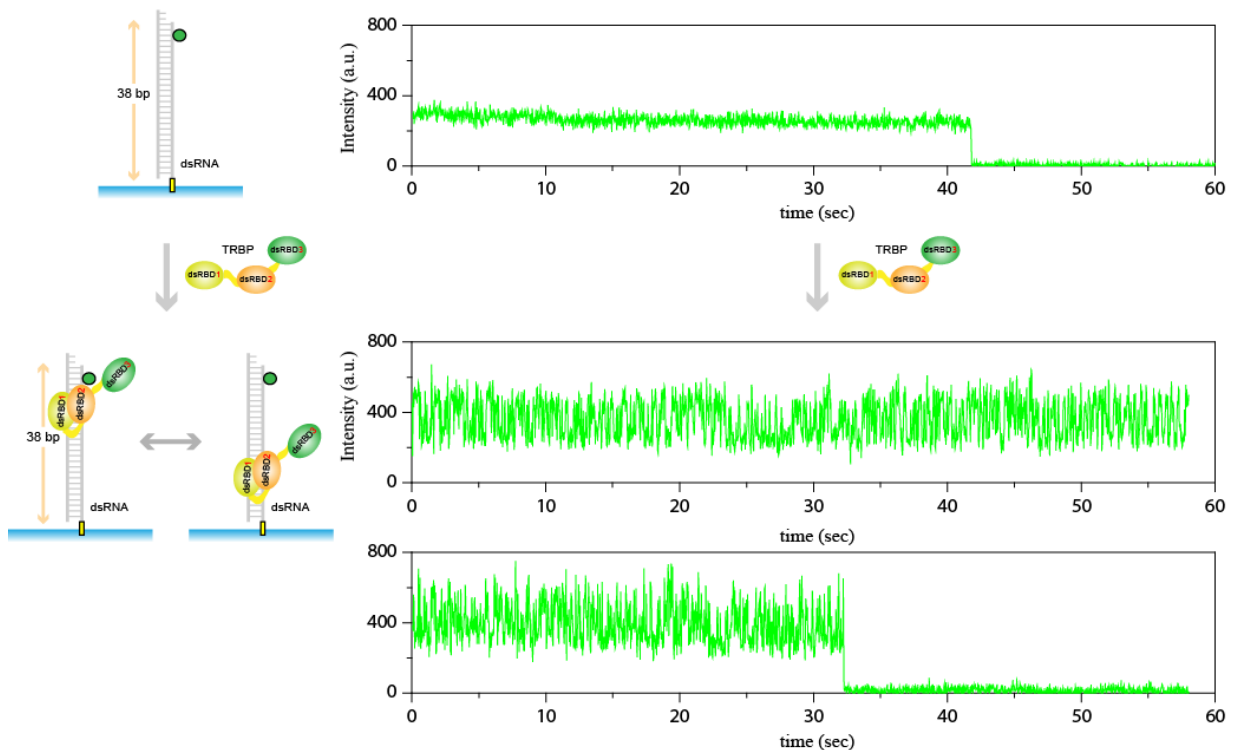 38 bp
dsRNA
800
400
0
Intensity (a.u.)
0 10 20 30 40 50 60
time (sec)
TRBP
dsRBD1
dsRBD2
dsRBD3
TRBP
dsRBD1
dsRBD2
dsRBD3
38 bp
dsRBD1
dsRBD2
dsRBD3
dsRNA
dsRBD1
dsRBD2
dsRBD3
dsRNA
800
400
0
Intensity (a.u.)
0 10 20 30 40 50 60
time (sec)
800
400
0
0 10 20 30 40 50 60
time (sec)